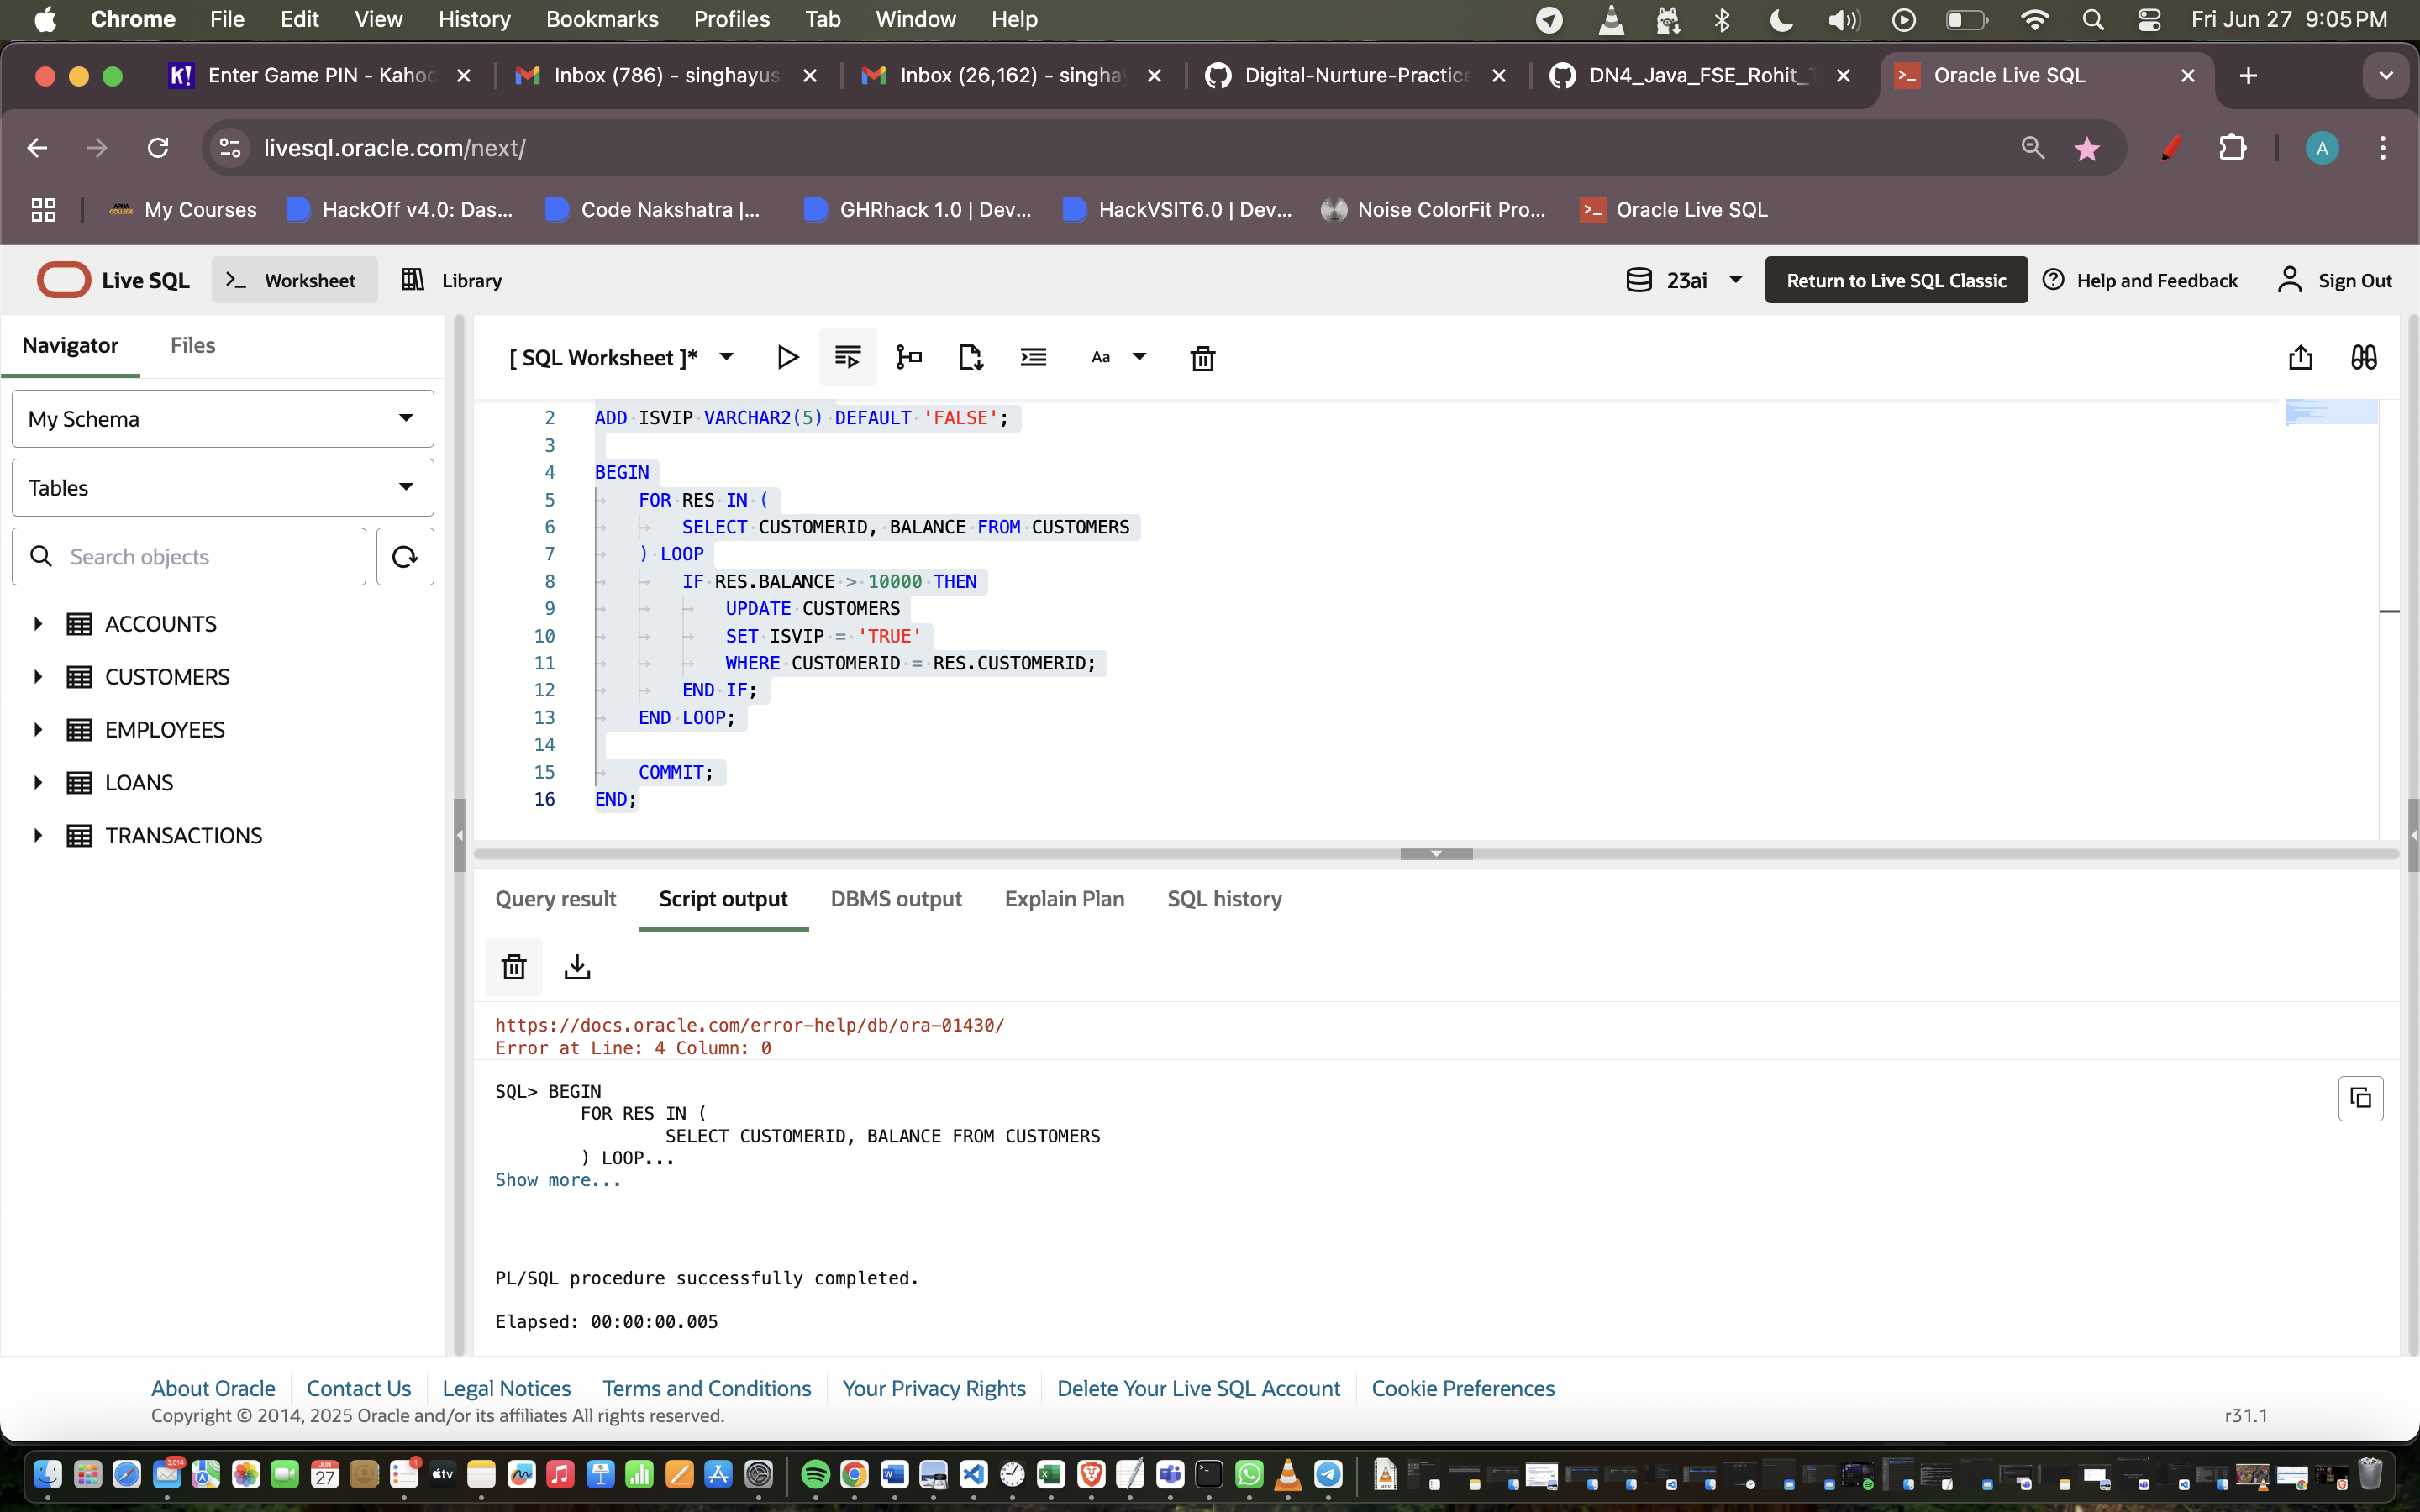 Chrome File Edit View History Bookmarks Profiles Tab Window Help Fri Jun 27 9:05 PM
K! Enter Game PIN - Kahoo Inbox (786) - singhayus Inbox (26,162) - singha Digital-Nurture-Practice DN4_Java_FSE_Rohit_ >_ Oracle Live SQL
livesql.oracle.com/next/ A
APNA COLLEGE My Courses HackOff v4.0: Das... Code Nakshatra |... GHRhack 1.0 | Dev... HackVSIT6.0 | Dev... Noise ColorFit Pro... >_ Oracle Live SQL
Live SQL >_ Worksheet Library 23ai Return to Live SQL Classic Help and Feedback Sign Out
Navigator Files
My Schema
Tables
Search objects
ACCOUNTS
CUSTOMERS
EMPLOYEES
LOANS
TRANSACTIONS
[ SQL Worksheet ]* Aa
2 ADD ISVIP VARCHAR2(5) DEFAULT 'FALSE';
3
4 BEGIN
5 FOR RES IN (
6 SELECT CUSTOMERID, BALANCE FROM CUSTOMERS
7 ) LOOP
8 IF RES.BALANCE > 10000 THEN
9 UPDATE CUSTOMERS
10 SET ISVIP = 'TRUE'
11 WHERE CUSTOMERID = RES.CUSTOMERID;
12 END IF;
13 END LOOP;
14
15 COMMIT;
16 END;
Query result Script output DBMS output Explain Plan SQL history
https://docs.oracle.com/error-help/db/ora-01430/
Error at Line: 4 Column: 0
SQL> BEGIN
FOR RES IN (
SELECT CUSTOMERID, BALANCE FROM CUSTOMERS
) LOOP...
Show more...
PL/SQL procedure successfully completed.
Elapsed: 00:00:00.005
About Oracle Contact Us Legal Notices Terms and Conditions Your Privacy Rights Delete Your Live SQL Account Cookie Preferences
Copyright © 2014, 2025 Oracle and/or its affiliates All rights reserved.
r31.1
3,014 JUN 27 1 tv